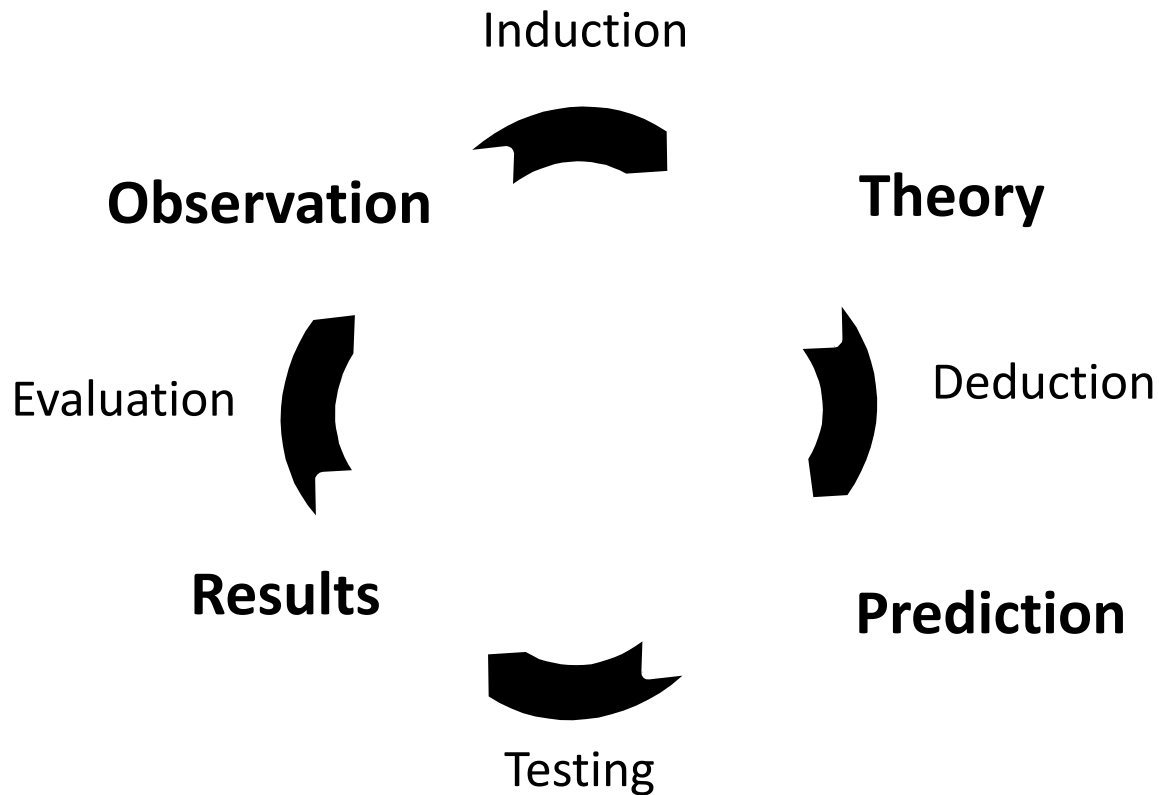 Induction
Observation
Theory
Evaluation
Deduction
Results
Prediction
Testing